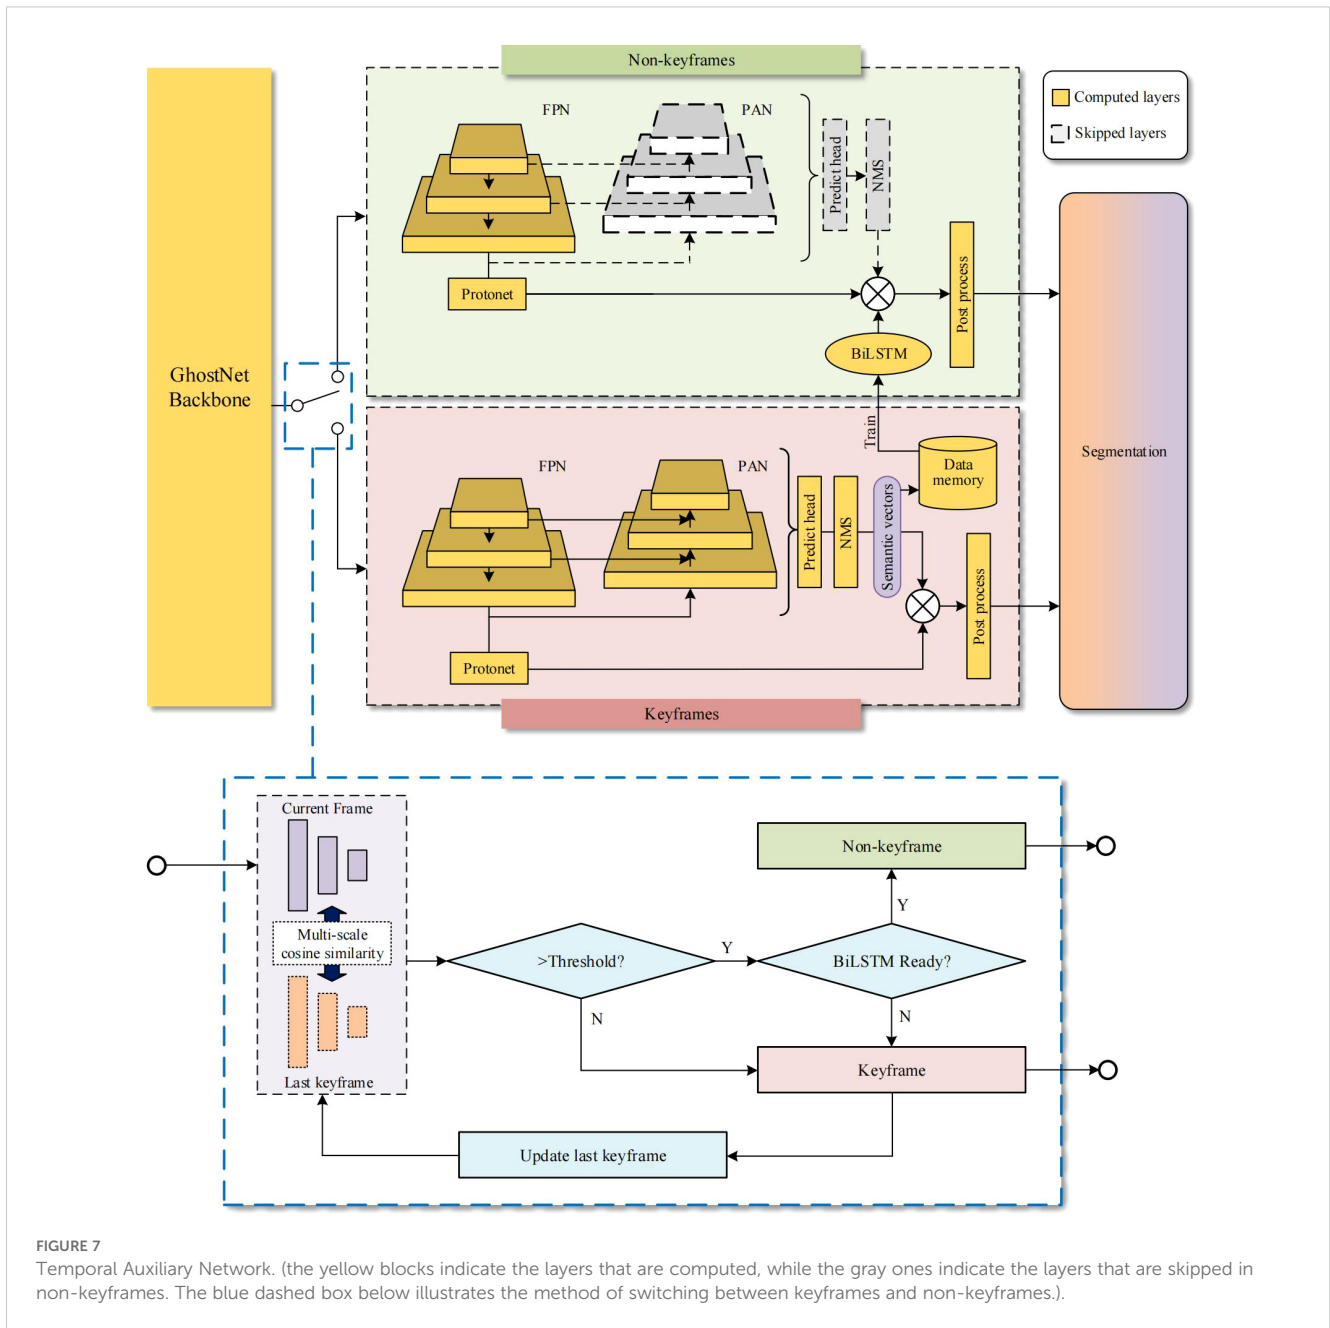 Non-keyframes
FPN
PAN
Predict head
NMS
Computed layers
Skipped layers
Protonet
Post process
BiLSTM
GhostNet
Backbone
Train
Data
memory
FPN
PAN
Predict head
NMS
Semantic vectors
Post process
Segmentation
Protonet
Keyframes
Current Frame
Multi-scale
cosine similarity
Last keyframe
>Threshold?
Y
N
BiLSTM Ready?
Y
N
Non-keyframe
Keyframe
Update last keyframe
FIGURE 7
Temporal Auxiliary Network. (the yellow blocks indicate the layers that are computed, while the gray ones indicate the layers that are skipped in
non-keyframes. The blue dashed box below illustrates the method of switching between keyframes and non-keyframes.).